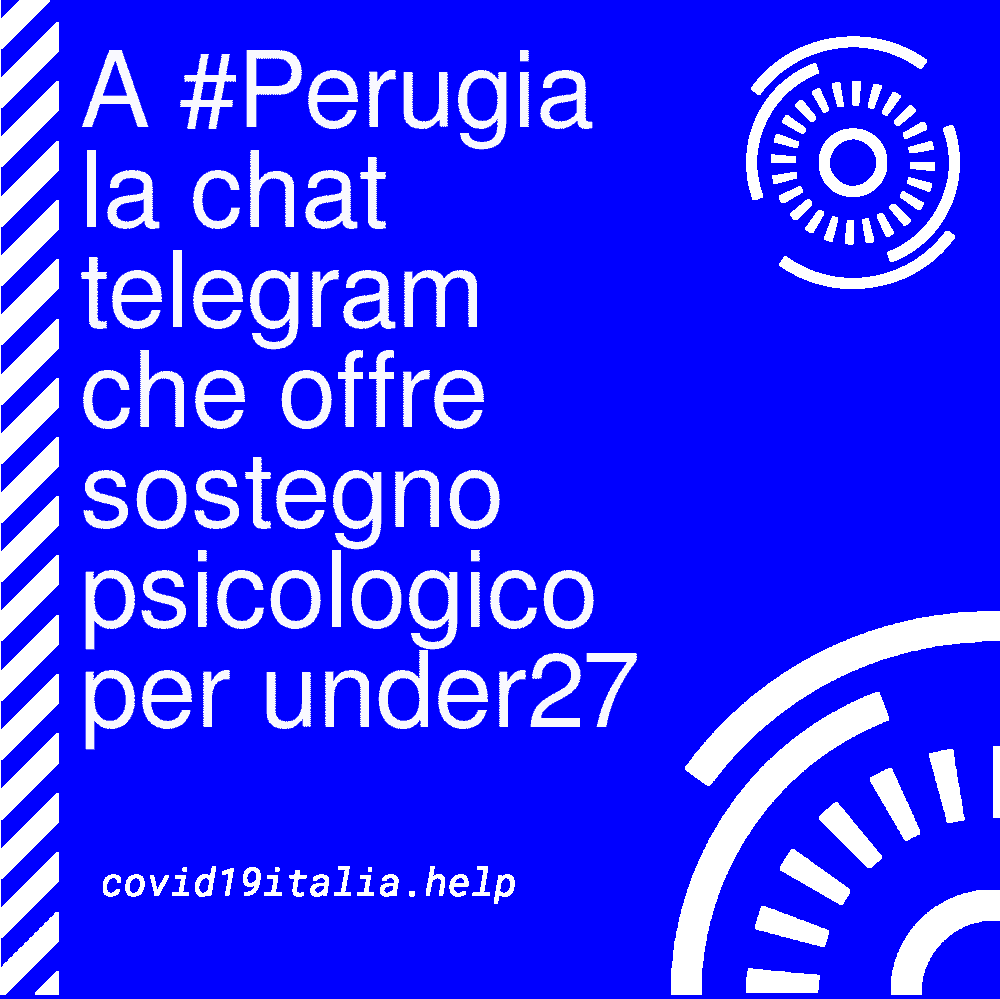 A #Perugia
la chat
telegram
che offre
sostegno
psicologico
per under27
covid19italia.help